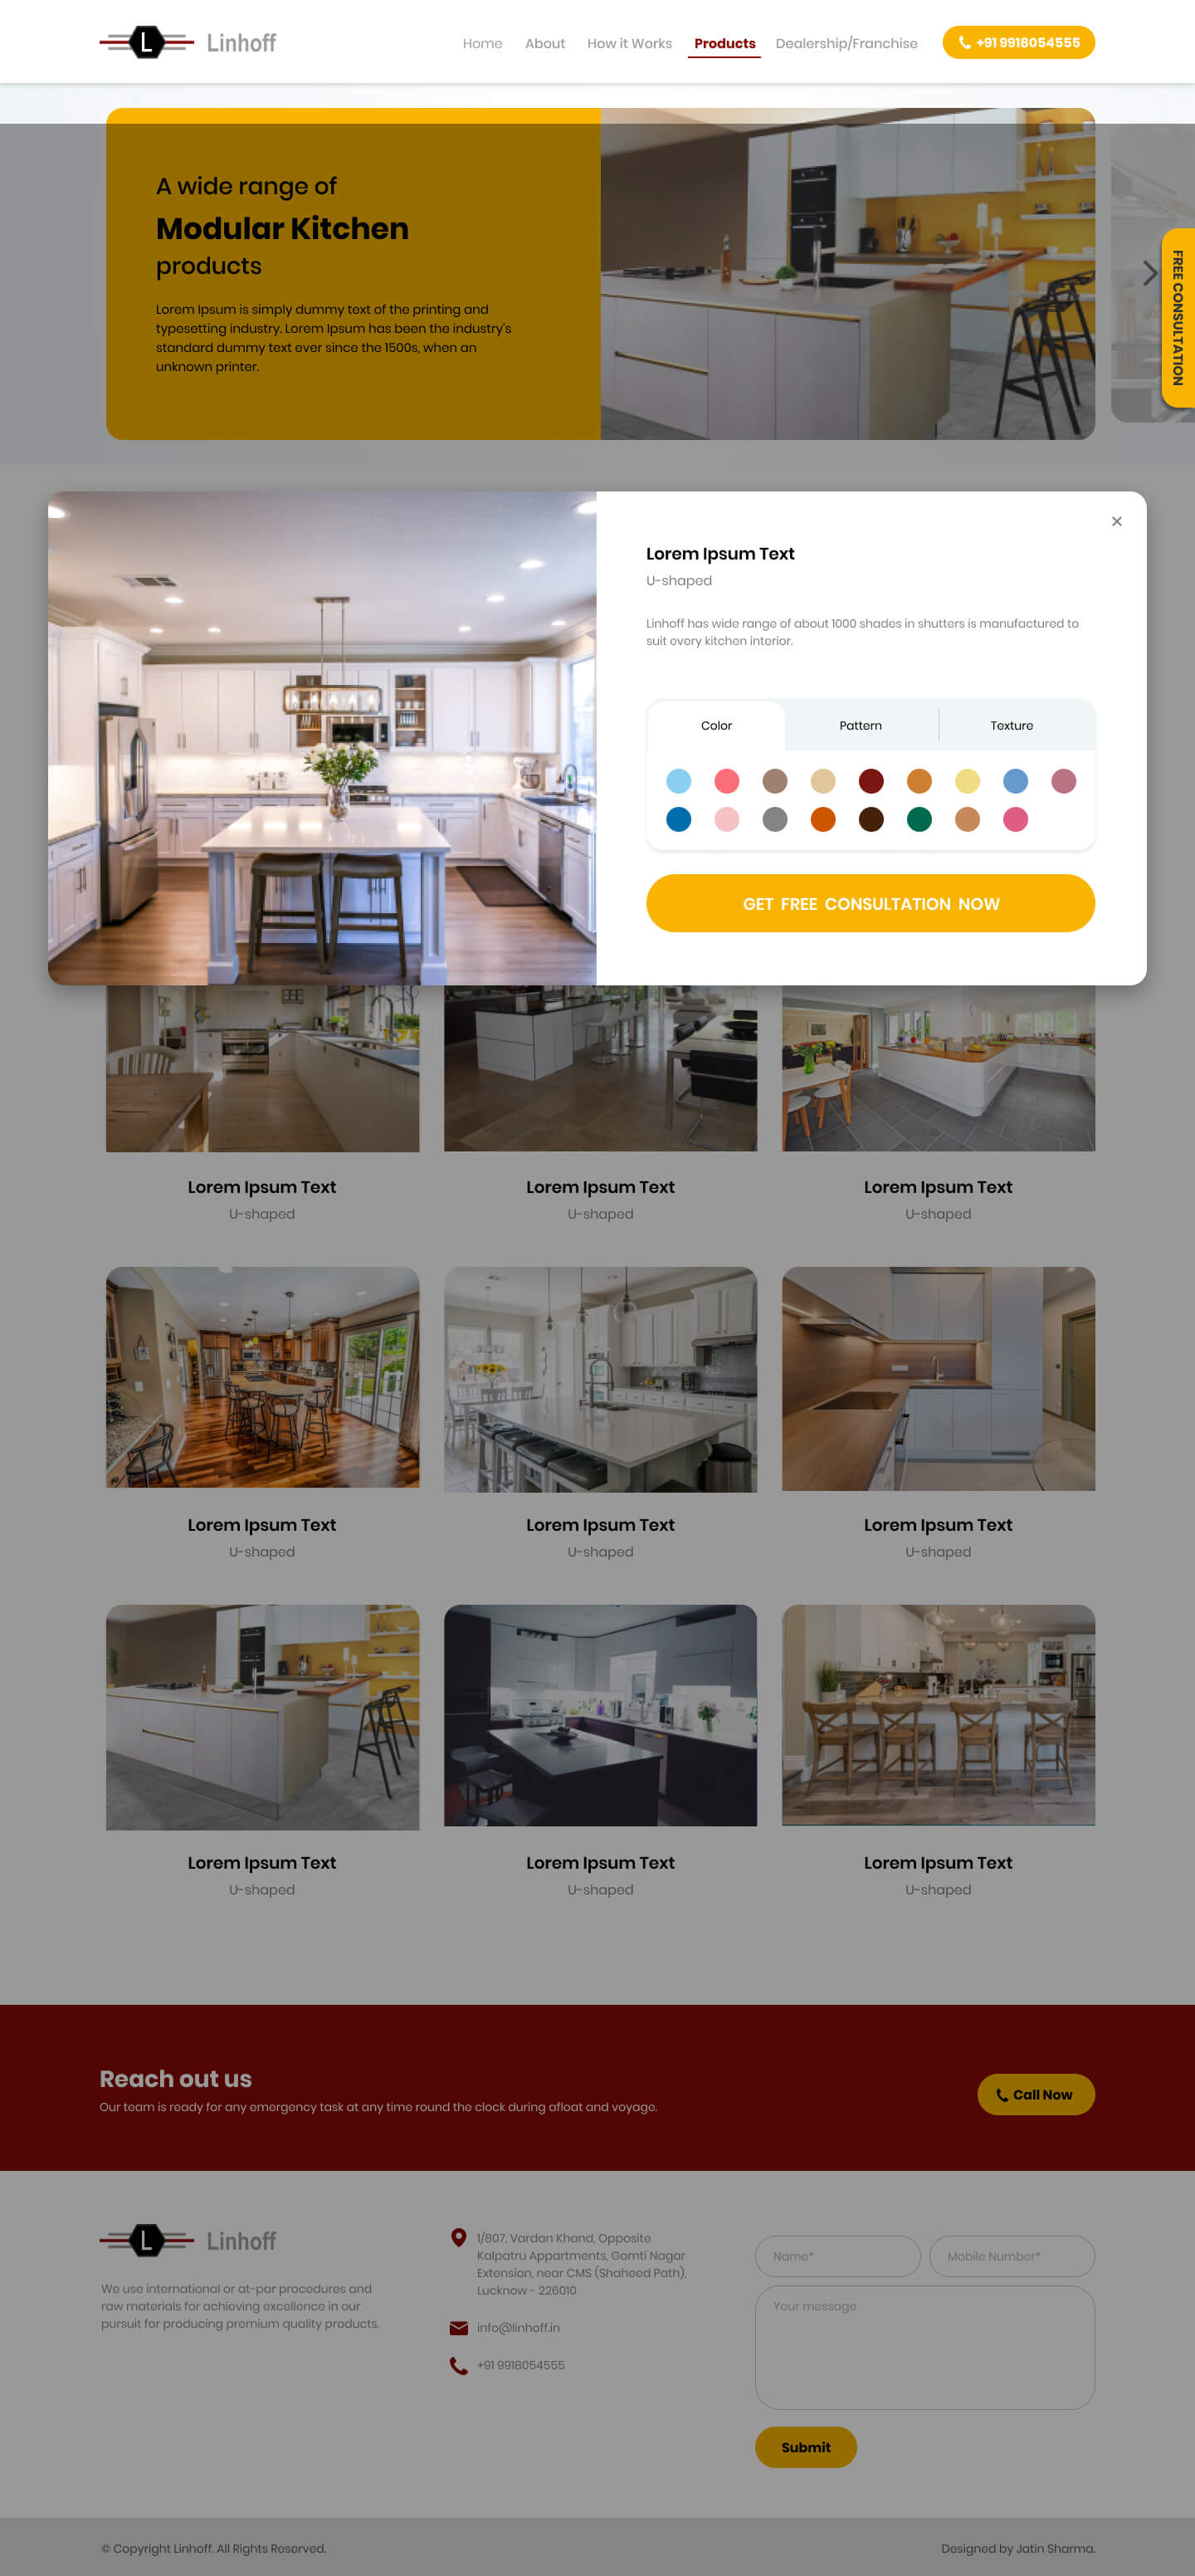 L Linhoff
Home About How it Works Products Dealership/Franchise +91 9918054555
A wide range of
Modular Kitchen
products
Lorem Ipsum is simply dummy text of the printing and
typesetting industry. Lorem Ipsum has been the industry's
standard dummy text ever since the 1500s, when an
unknown printer.
FREE CONSULTATION
×
Lorem Ipsum Text
U-shaped
Linhoff has wide range of about 1000 shades in shutters is manufactured to
suit every kitchen interior.
Color Pattern Texture
GET FREE CONSULTATION NOW
Lorem Ipsum Text Lorem Ipsum Text Lorem Ipsum Text
U-shaped U-shaped U-shaped
Lorem Ipsum Text Lorem Ipsum Text Lorem Ipsum Text
U-shaped U-shaped U-shaped
Lorem Ipsum Text Lorem Ipsum Text Lorem Ipsum Text
U-shaped U-shaped U-shaped
Reach out us
Our team is ready for any emergency task at any time round the clock during afloat and voyage.
Call Now
L Linhoff
We use international or at-par procedures and
raw materials for achieving excellence in our
pursuit for producing premium quality products.
1/807, Vardan Khand, Opposite
Kalpatru Appartments, Gomti Nagar
Extension, near CMS (Shaheed Path),
Lucknow - 226010
info@linhoff.in
+91 9918054555
Name* Mobile Number*
Your message
Submit
© Copyright Linhoff. All Rights Reserved. Designed by Jatin Sharma.